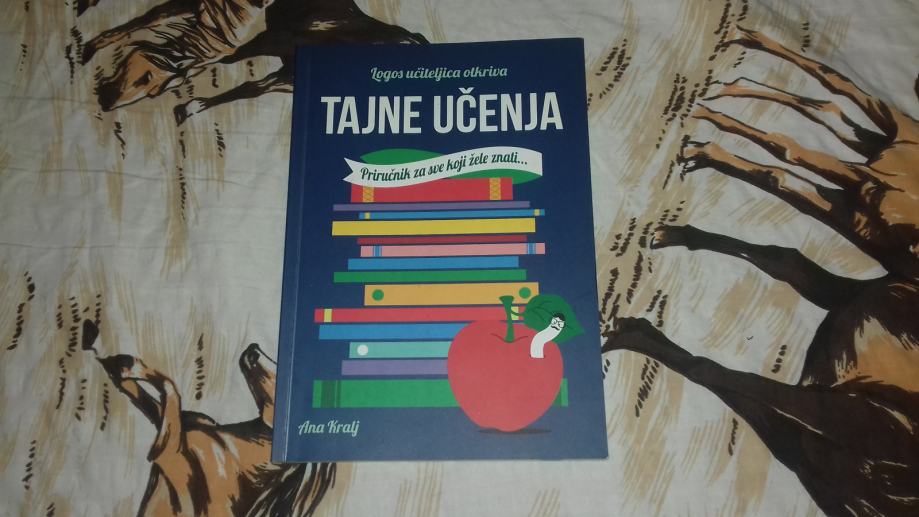 Logos učiteljica otkriva
TAJNE UČENJA
Priručnik za sve koji žele znati...
Ana Kralj